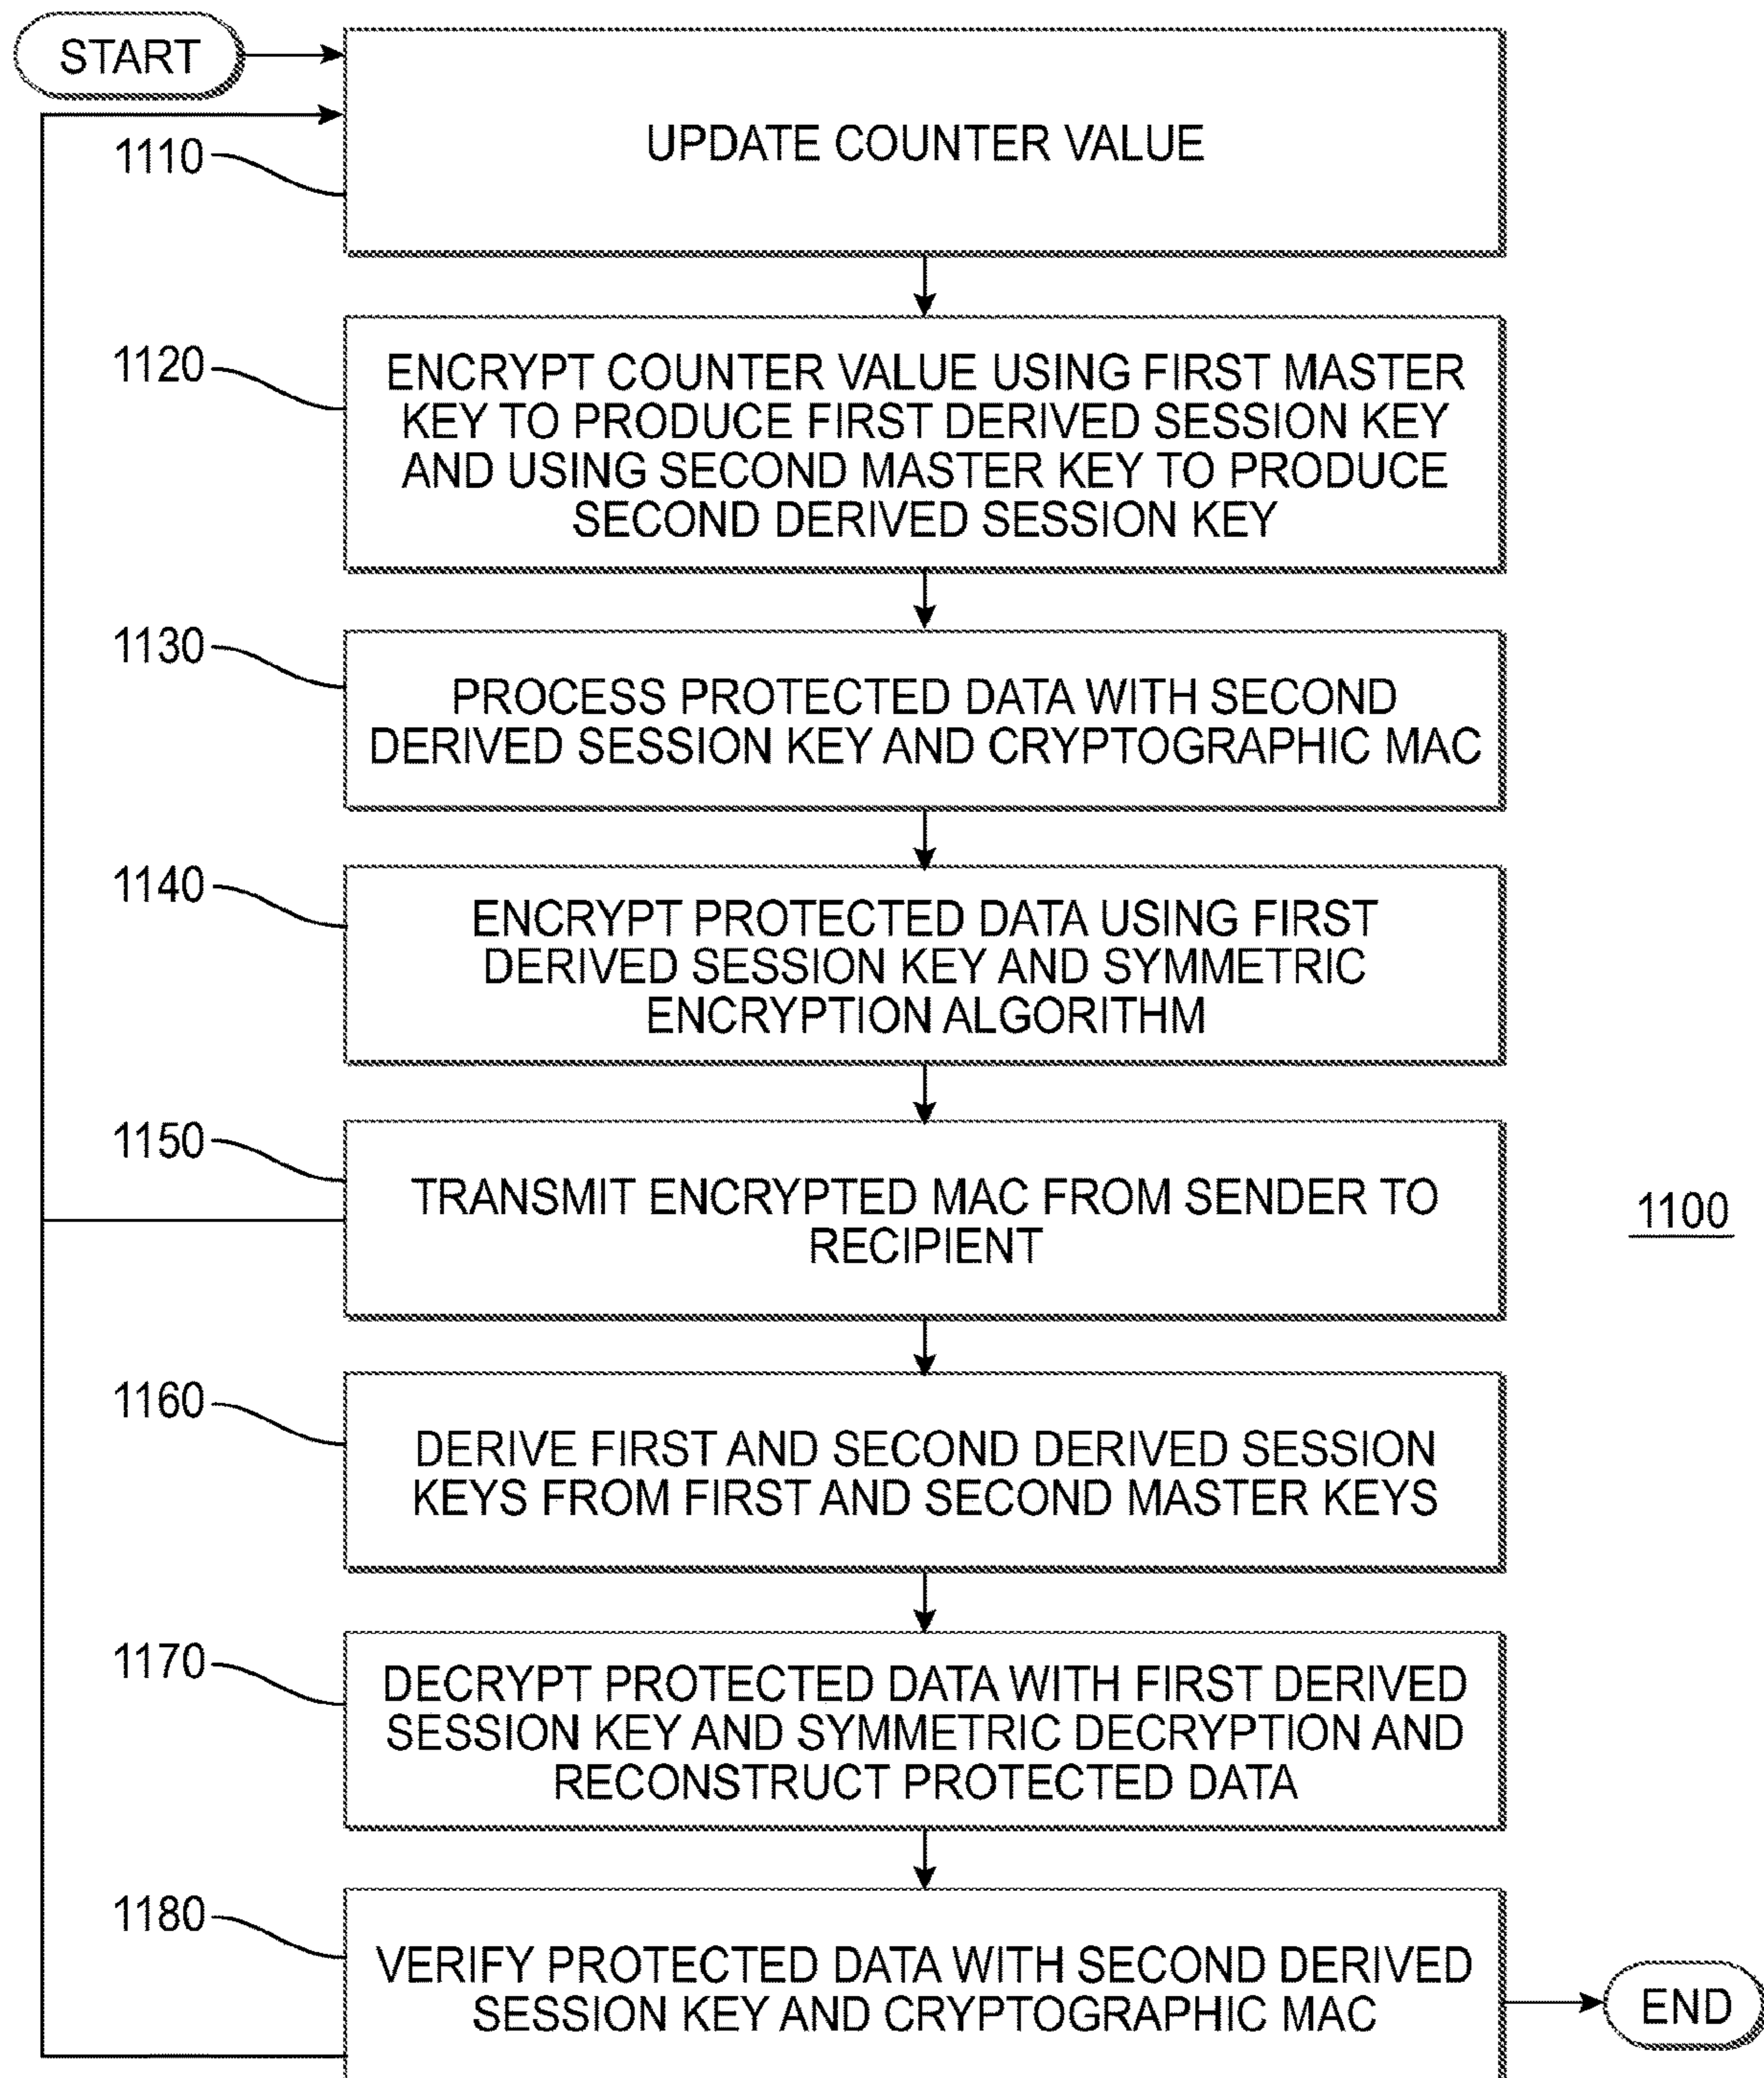 START
1110
UPDATE COUNTER VALUE
1120
ENCRYPT COUNTER VALUE USING FIRST MASTER
KEY TO PRODUCE FIRST DERIVED SESSION KEY
AND USING SECOND MASTER KEY TO PRODUCE
SECOND DERIVED SESSION KEY
1130
PROCESS PROTECTED DATA WITH SECOND
DERIVED SESSION KEY AND CRYPTOGRAPHIC MAC
1140
ENCRYPT PROTECTED DATA USING FIRST
DERIVED SESSION KEY AND SYMMETRIC
ENCRYPTION ALGORITHM
1150
TRANSMIT ENCRYPTED MAC FROM SENDER TO
RECIPIENT
1100
1160
DERIVE FIRST AND SECOND DERIVED SESSION
KEYS FROM FIRST AND SECOND MASTER KEYS
1170
DECRYPT PROTECTED DATA WITH FIRST DERIVED
SESSION KEY AND SYMMETRIC DECRYPTION AND
RECONSTRUCT PROTECTED DATA
1180
VERIFY PROTECTED DATA WITH SECOND DERIVED
SESSION KEY AND CRYPTOGRAPHIC MAC
END